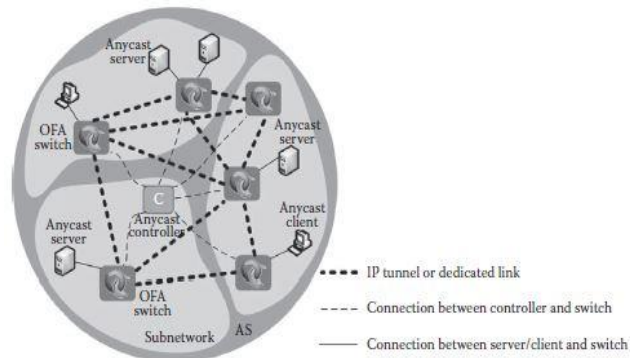 Anycast
server
OFA
switch
Anycast
server
C
Anycast
controller
Anycast
client
Anycast
server
OFA
switch
Subnetwork
AS
IP tunnel or dedicated link
Connection between controller and switch
Connection between server/client and switch